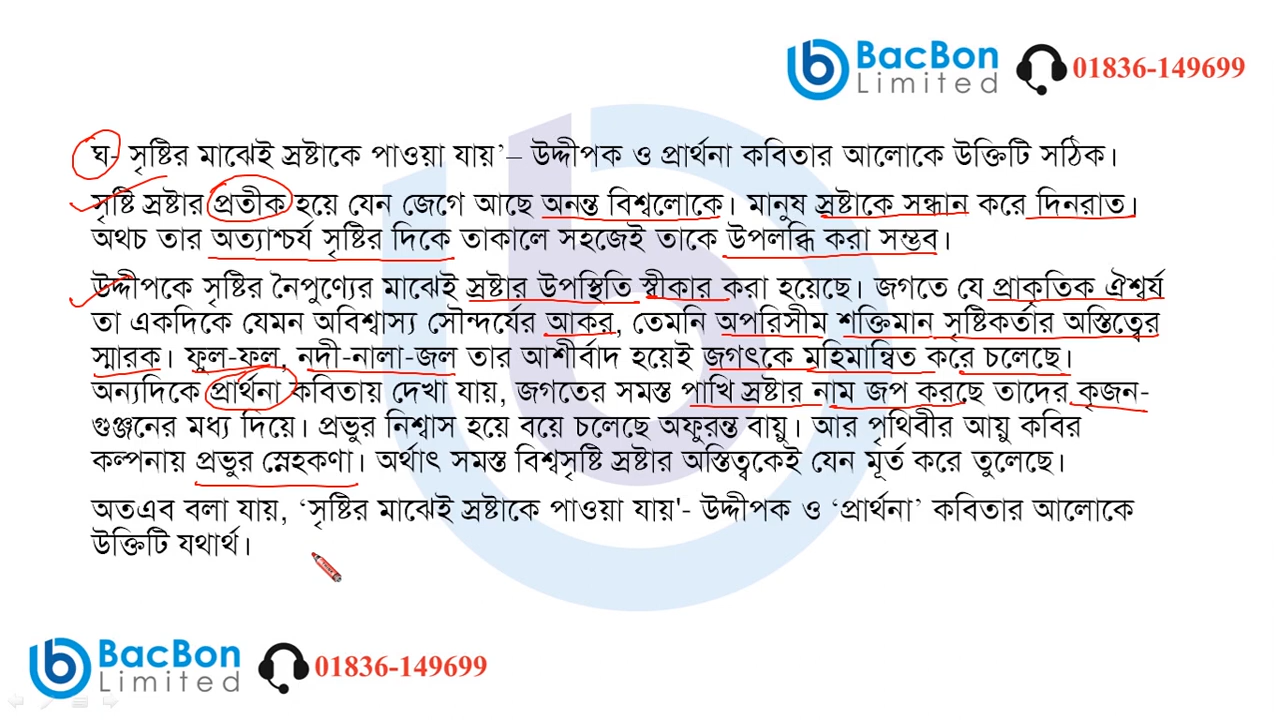 BacBon
Limited
01836-149699
ঘ- সৃষ্টির মাঝেই স্রষ্টাকে পাওয়া যায়’– উদ্দীপক ও প্রার্থনা কবিতার আলোকে উক্তিটি সঠিক।
সৃষ্টি স্রষ্টার প্রতীক হয়ে যেন জেগে আছে অনন্ত বিশ্বলোকে। মানুষ স্রষ্টাকে সন্ধান করে দিনরাত।
অথচ তার অত্যাশ্চর্য সৃষ্টির দিকে তাকালে সহজেই তাকে উপলব্ধি করা সম্ভব।
উদ্দীপকে সৃষ্টির নৈপুণ্যের মাঝেই স্রষ্টার উপস্থিতি স্বীকার করা হয়েছে। জগতে যে প্রাকৃতিক ঐশ্বর্য
তা একদিকে যেমন অবিশ্বাস্য সৌন্দর্যের আকর, তেমনি অপরিসীম শক্তিমান সৃষ্টিকর্তার অস্তিত্বের
স্মারক। ফুল-ফল, নদী-নালা-জল তার আশীর্বাদ হয়েই জগৎকে মহিমান্বিত করে চলেছে।
অন্যদিকে প্রার্থনা কবিতায় দেখা যায়, জগতের সমস্ত পাখি স্রষ্টার নাম জপ করছে তাদের কৃজন-
গুঞ্জনের মধ্য দিয়ে। প্রভুর নিশ্বাস হয়ে বয়ে চলেছে অফুরন্ত বায়ু। আর পৃথিবীর আয়ু কবির
কল্পনায় প্রভুর স্নেহকণা। অর্থাৎ সমস্ত বিশ্বসৃষ্টি স্রষ্টার অস্তিত্বকেই যেন মূর্ত করে তুলেছে।
অতএব বলা যায়, ‘সৃষ্টির মাঝেই স্রষ্টাকে পাওয়া যায়'- উদ্দীপক ও ‘প্রার্থনা’ কবিতার আলোকে
উক্তিটি যথার্থ।
BacBon
Limited
01836-149699